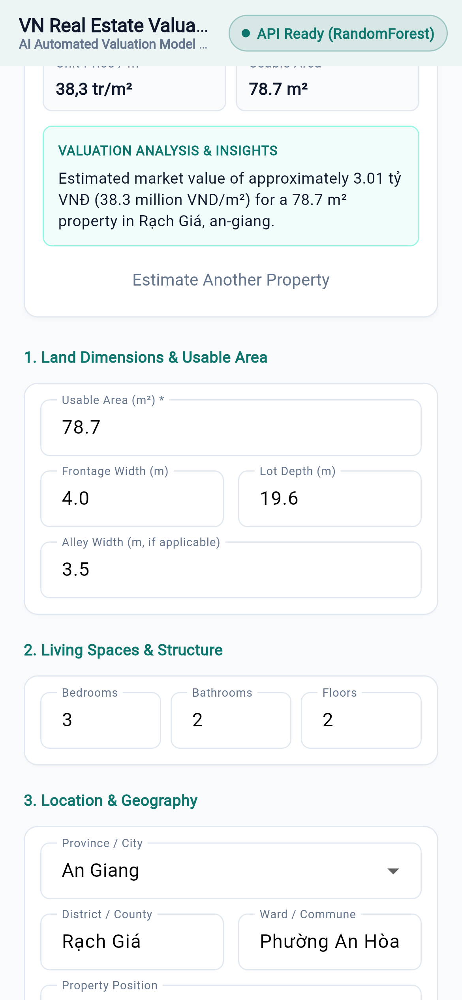 VN Real Estate Valua...
AI Automated Valuation Model ...
API Ready (RandomForest)
38,3 tr/m²
78.7 m²
VALUATION ANALYSIS & INSIGHTS
Estimated market value of approximately 3.01 tỷ
VNĐ (38.3 million VND/m²) for a 78.7 m²
property in Rạch Giá, an-giang.
Estimate Another Property
1. Land Dimensions & Usable Area
Usable Area (m²) *
78.7
Frontage Width (m)
4.0
Lot Depth (m)
19.6
Alley Width (m, if applicable)
3.5
2. Living Spaces & Structure
Bedrooms
3
Bathrooms
2
Floors
2
3. Location & Geography
Province / City
An Giang
District / County
Rạch Giá
Ward / Commune
Phường An Hòa
Property Position